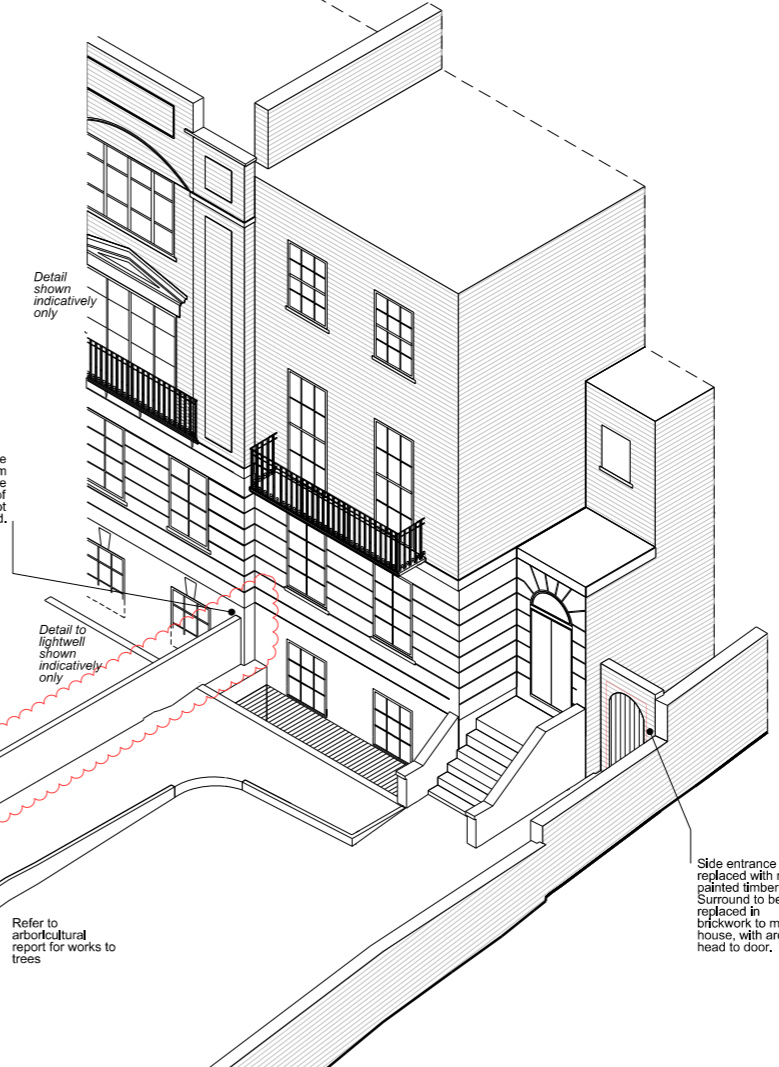 Detail
shown
indicatively
only
Detail to
lightwell
shown
indicatively
only
Refer to
arboricultural
report for works to
trees
Side entrance
replaced with
painted timber
Surround to be
replaced in
brickwork to
house, with
head to door.